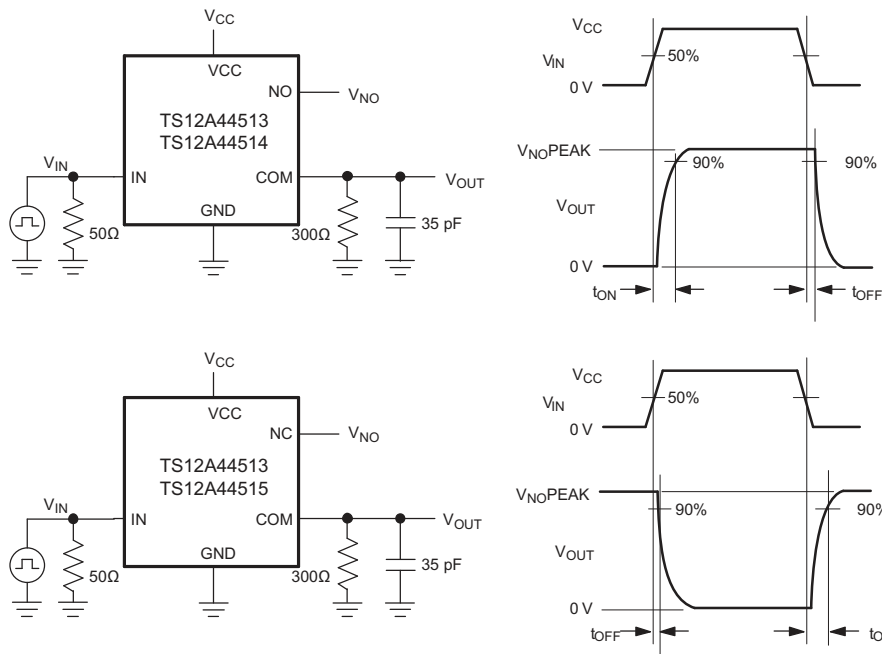 VCC
VCC
NO
VNO
TS12A44513
TS12A44514
VIN
IN
COM
VOUT
GND
50Ω
300Ω
35 pF
VCC
VIN
50%
0 V
VNOPEAK
90%
90%
VOUT
0 V
tON
tOFF
VCC
VCC
NC
VNO
TS12A44513
TS12A44515
VIN
IN
COM
VOUT
GND
50Ω
300Ω
35 pF
VCC
VIN
50%
0 V
VNOPEAK
90%
90%
VOUT
0 V
tOFF